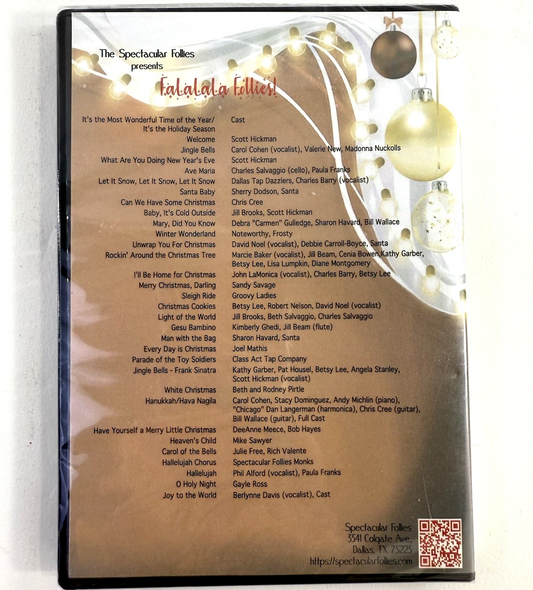 The Spectacular Follies
presents
FaLaLaLa Follies!
It's the Most Wonderful Time of the Year/ Cast
It's the Holiday Season
Welcome Scott Hickman
Jingle Bells Carol Cohen (vocalist), Valerie New, Madonna Nuckolls
What Are You Doing New Year's Eve Scott Hickman
Ave Maria Charles Salvaggio (cello), Paula Franks
Let It Snow, Let It Snow, Let It Snow Dallas Tap Dazzlers, Charles Barry (vocalist)
Santa Baby Sherry Dodson, Santa
Can We Have Some Christmas Chris Cree
Baby, It's Cold Outside Jill Brooks, Scott Hickman
Mary, Did You Know Debra "Carmen" Gulledge, Sharon Havard, Bill Wallace
Winter Wonderland Noteworthy, Frosty
Unwrap You For Christmas David Noel (vocalist), Debbie Carroll-Boyce, Santa
Rockin' Around the Christmas Tree Marcie Baker (vocalist), Jill Beam, Cenia Bowen,Kathy Garber,
Betsy Lee, Lisa Lumpkin, Diane Montgomery
I'll Be Home for Christmas John LaMonica (vocalist), Charles Barry, Betsy Lee
Merry Christmas, Darling Sandy Savage
Sleigh Ride Groovy Ladies
Christmas Cookies Betsy Lee, Robert Nelson, David Noel (vocalist)
Light of the World Jill Brooks, Beth Salvaggio, Charles Salvaggio
Gesu Bambino Kimberly Ghedi, Jill Beam (flute)
Man with the Bag Sharon Havard, Santa
Every Day is Christmas Joel Mathis
Parade of the Toy Soldiers Class Act Tap Company
Jingle Bells - Frank Sinatra Kathy Garber, Pat Housel, Betsy Lee, Angela Stanley,
Scott Hickman (vocalist)
White Christmas Beth and Rodney Pirtle
Hanukkah/Hava Nagila Carol Cohen, Stacy Dominguez, Andy Michlin (piano),
"Chicago" Dan Langerman (harmonica), Chris Cree (guitar),
Bill Wallace (guitar), Full Cast
Have Yourself a Merry Little Christmas DeeAnne Meece, Bob Hayes
Heaven's Child Mike Sawyer
Carol of the Bells Julie Free, Rich Valente
Hallelujah Chorus Spectacular Follies Monks
Hallelujah Phil Alford (vocalist), Paula Franks
O Holy Night Gayle Ross
Joy to the World Berlynne Davis (vocalist), Cast
Spectacular Follies
3541 Colgate Ave.
Dallas, TX 75225
https://spectacularfollies.com